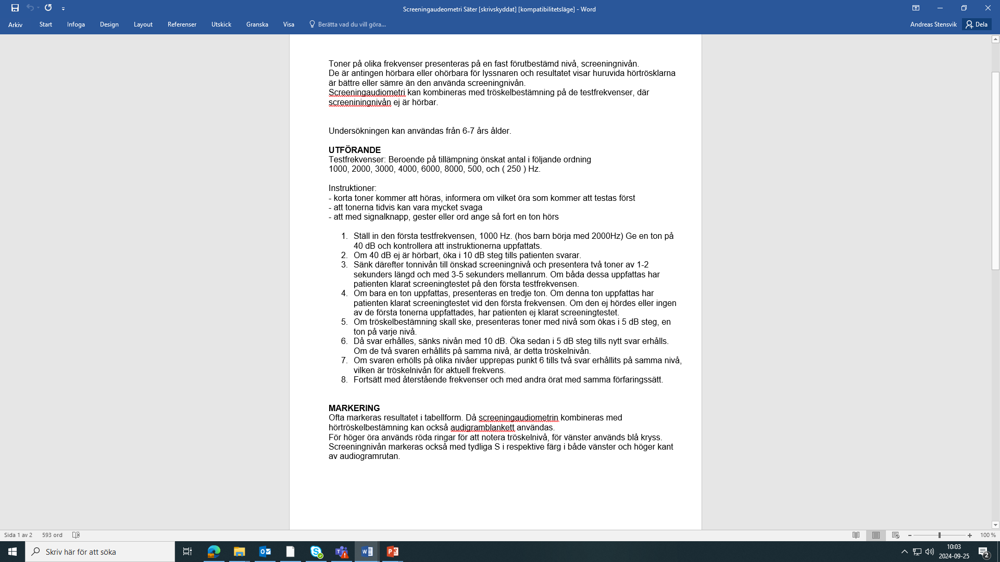 Screeningaudeometri Säter [skrivskyddat] [kompatibilitetsläge] - Word
Arkiv Start Infoga Design Layout Referenser Utskick Granska Visa Berätta vad du vill göra... Andreas Stensvik Dela
Toner på olika frekvenser presenteras på en fast förutbestämd nivå, screeningnivån.
De är antingen hörbara eller ohörbara för lyssnaren och resultatet visar huruvida hörtrösklarna
är bättre eller sämre än den använda screeningnivån.
Screeningaudiometri kan kombineras med tröskelbestämning på de testfrekvenser, där
screeniningnivån ej är hörbar.
Undersökningen kan användas från 6-7 års ålder.
UTFÖRANDE
Testfrekvenser: Beroende på tillämpning önskat antal i följande ordning
1000, 2000, 3000, 4000, 6000, 8000, 500, och ( 250 ) Hz.
Instruktioner:
- korta toner kommer att höras, informera om vilket öra som kommer att testas först
- att tonerna tidvis kan vara mycket svaga
- att med signalknapp, gester eller ord ange så fort en ton hörs
1. Ställ in den första testfrekvensen, 1000 Hz. (hos barn börja med 2000Hz) Ge en ton på
40 dB och kontrollera att instruktionerna uppfattats.
2. Om 40 dB ej är hörbart, öka i 10 dB steg tills patienten svarar.
3. Sänk därefter tonnivån till önskad screeningnivå och presentera två toner av 1-2
sekunders längd och med 3-5 sekunders mellanrum. Om båda dessa uppfattas har
patienten klarat screeningtestet på den första testfrekvensen.
4. Om bara en ton uppfattas, presenteras en tredje ton. Om denna ton uppfattas har
patienten klarat screeningtestet vid den första frekvensen. Om den ej hördes eller ingen
av de första tonerna uppfattades, har patienten ej klarat screeningtestet.
5. Om tröskelbestämning skall ske, presenteras toner med nivå som ökas i 5 dB steg, en
ton på varje nivå.
6. Då svar erhålles, sänks nivån med 10 dB. Öka sedan i 5 dB steg tills nytt svar erhålls.
Om de två svaren erhållits på samma nivå, är detta tröskelnivån.
7. Om svaren erhölls på olika nivåer upprepas punkt 6 tills två svar erhållits på samma nivå,
vilken är tröskelnivån för aktuell frekvens.
8. Fortsätt med återstående frekvenser och med andra örat med samma förfaringssätt.
MARKERING
Ofta markeras resultatet i tabellform. Då screeningaudiometrin kombineras med
hörtröskelbestämning kan också audigramblankett användas.
För höger öra används röda ringar för att notera tröskelnivå, för vänster används blå kryss.
Screeningnivån markeras också med tydliga S i respektive färg i både vänster och höger kant
av audiogramrutan.
Sida 1 av 2 593 ord 100 %
Skriv här för att söka
10:03
2024-09-25
2